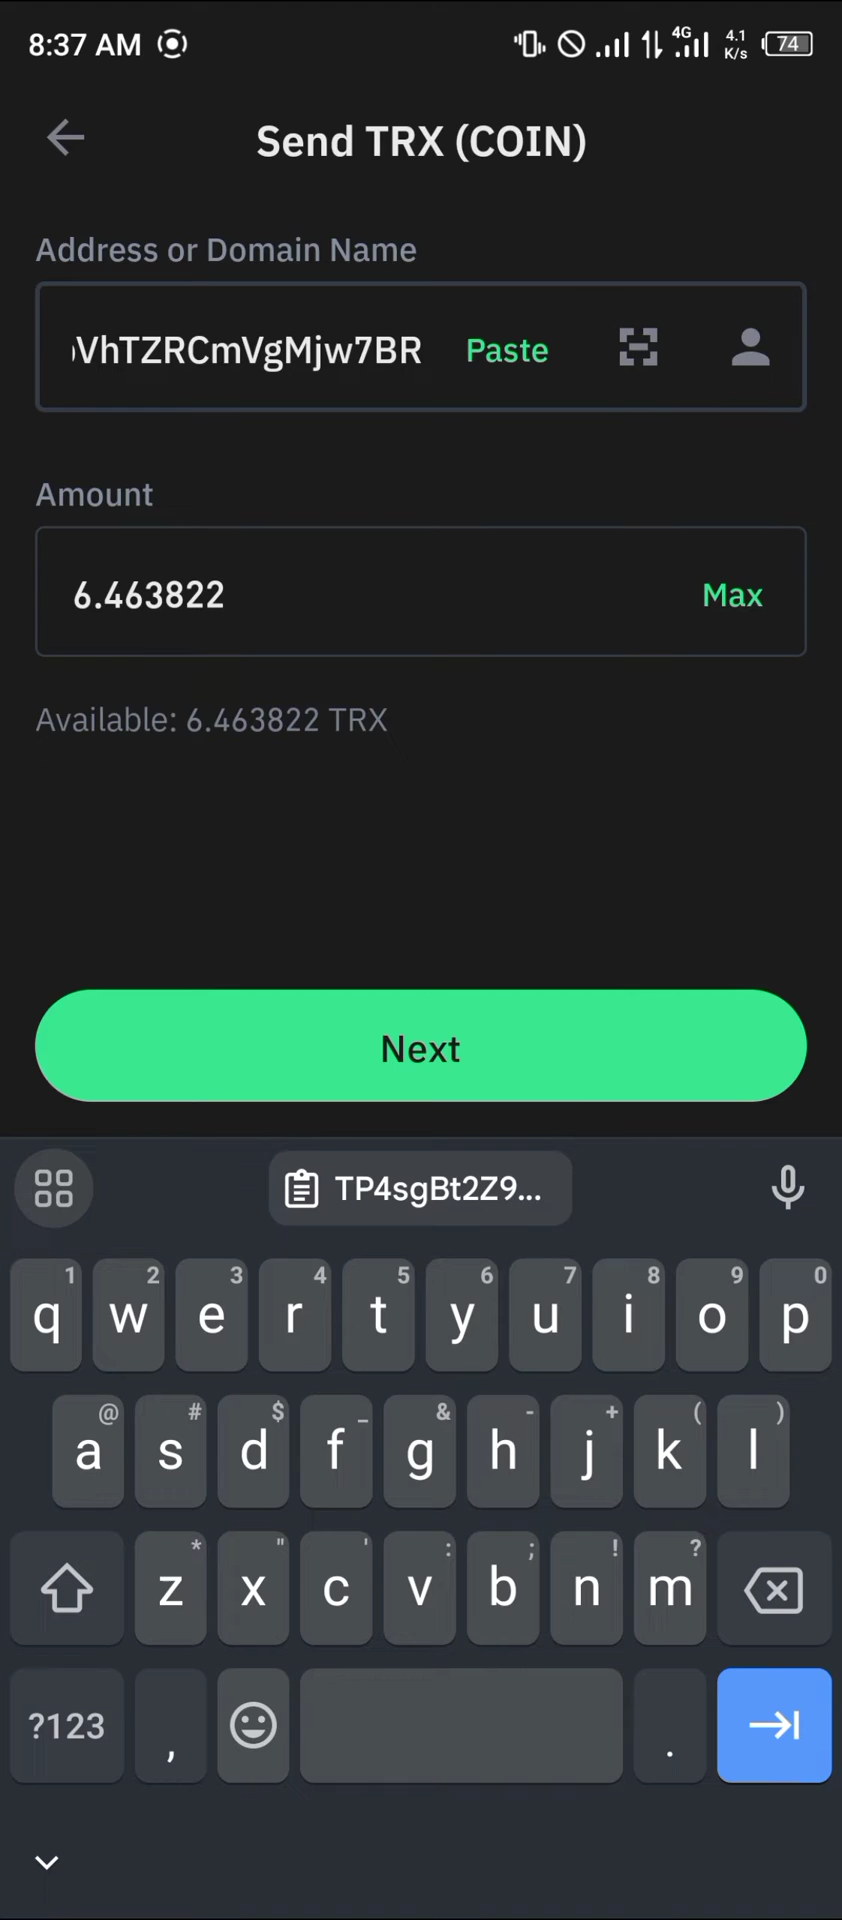 8:37 AM 4G 4.1 K/s 74
Send TRX (COIN)
Address or Domain Name
VhTZRCmVgMjw7BR Paste
Amount
6.463822 Max
Available: 6.463822 TRX
Next
TP4sgBt2Z9...
1 2 3 4 5 6 7 8 9 0
q w e r t y u i o p
@ # $ _ & - + ( )
a s d f g h j k l
* " ' : ; ! ?
z x c v b n m
?123 , .